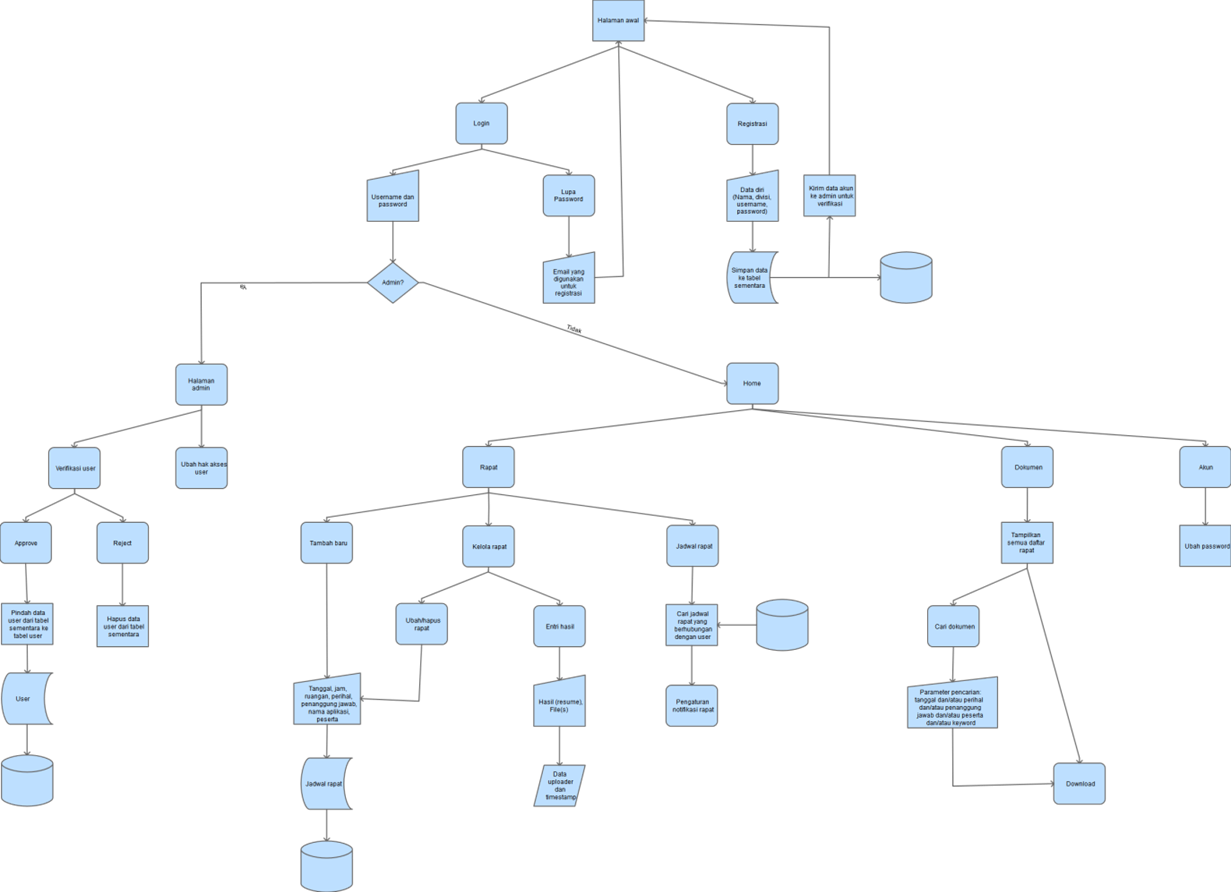 Halaman awal
Login
Registrasi
Username dan
password
Lupa
Password
Data diri
(Nama, divisi,
username,
password)
Kirim data akun
ke admin untuk
verifikasi
Email yang
digunakan
untuk
registrasi
Simpan data
ke tabel
sementara
Admin?
Ya
Tidak
Halaman
admin
Home
Verifikasi user
Ubah hak akses
user
Rapat
Dokumen
Akun
Approve
Reject
Tambah baru
Kelola rapat
Jadwal rapat
Tampilkan
semua daftar
rapat
Ubah password
Pindah data
user dari tabel
sementara ke
tabel user
Hapus data
user dari tabel
sementara
Ubah/hapus
rapat
Entri hasil
Cari jadwal
rapat yang
berhubungan
dengan user
Cari dokumen
User
Tanggal, jam,
ruangan, perihal,
penanggung jawab,
nama aplikasi,
peserta
Hasil (resume),
File(s)
Pengaturan
notifikasi rapat
Parameter pencarian:
tanggal dan/atau perihal
dan/atau penanggung
jawab dan/atau peserta
dan/atau keyword
Jadwal rapat
Data
uploader
dan
timestamp
Download